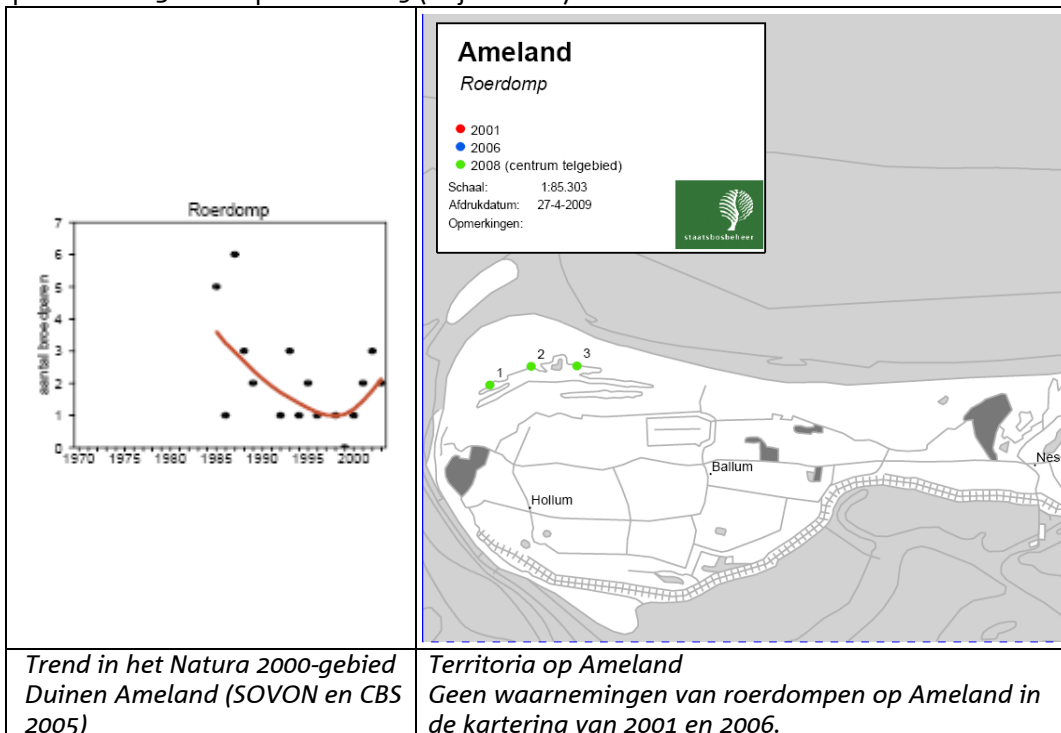 Roerdomp
aantal broedparen
7
6
5
4
3
2
1
0
1970 1975 1980 1985 1990 1995 2000
Ameland
Roerdomp
2001
2006
2008 (centrum telgebied)
Schaal: 1:85.303
Afdrukdatum: 27-4-2009
Opmerkingen:
staatsbosbeheer
1
2
3
Ballum
Hollum
Trend in het Natura 2000-gebied
Duinen Ameland (SOVON en CBS
2005)
Territoria op Ameland
Geen waarnemingen van roerdompen op Ameland in
de kartering van 2001 en 2006.